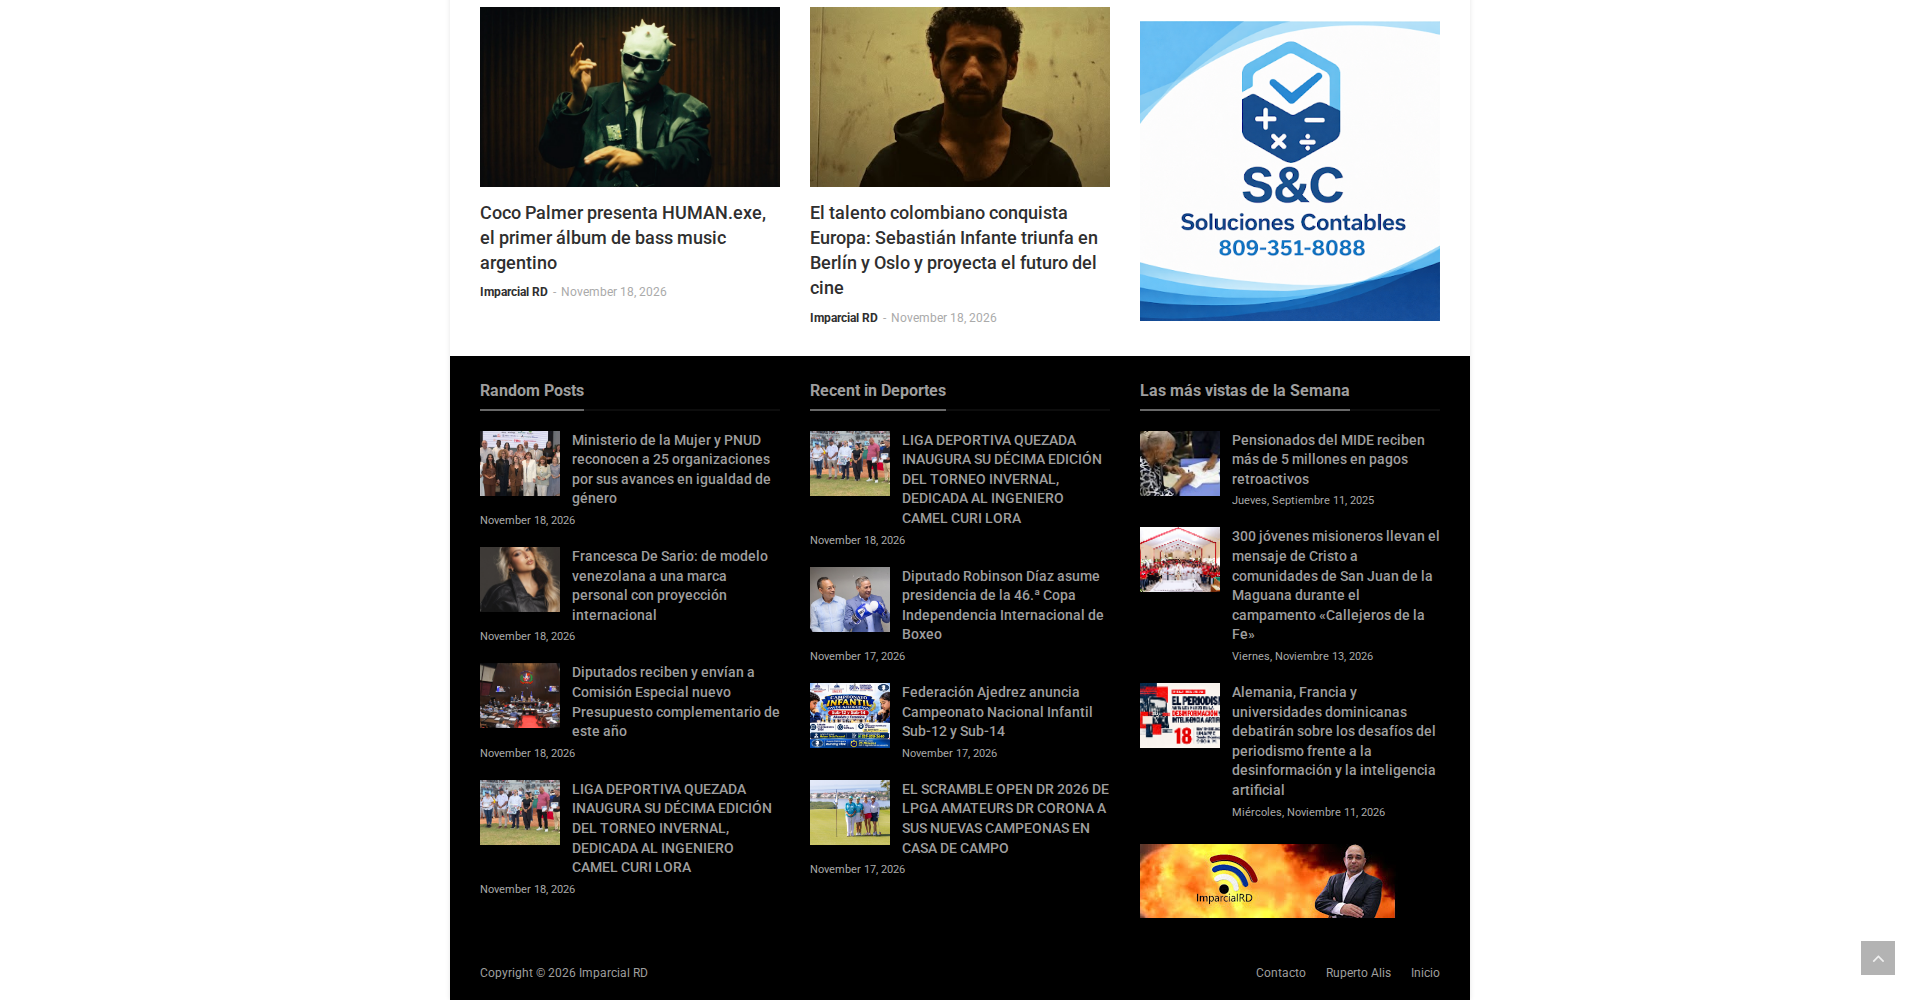 Coco Palmer presenta HUMAN.exe,
el primer álbum de bass music
argentino
Imparcial RD - November 18, 2026
El talento colombiano conquista
Europa: Sebastián Infante triunfa en
Berlín y Oslo y proyecta el futuro del
cine
Imparcial RD - November 18, 2026
S&C
Soluciones Contables
809-351-8088
Random Posts
Ministerio de la Mujer y PNUD
reconocen a 25 organizaciones
por sus avances en igualdad de
género
November 18, 2026
Francesca De Sario: de modelo
venezolana a una marca
personal con proyección
internacional
November 18, 2026
Diputados reciben y envían a
Comisión Especial nuevo
Presupuesto complementario de
este año
November 18, 2026
LIGA DEPORTIVA QUEZADA
INAUGURA SU DÉCIMA EDICIÓN
DEL TORNEO INVERNAL,
DEDICADA AL INGENIERO
CAMEL CURI LORA
November 18, 2026
Recent in Deportes
LIGA DEPORTIVA QUEZADA
INAUGURA SU DÉCIMA EDICIÓN
DEL TORNEO INVERNAL,
DEDICADA AL INGENIERO
CAMEL CURI LORA
November 18, 2026
Diputado Robinson Díaz asume
presidencia de la 46.ª Copa
Independencia Internacional de
Boxeo
November 17, 2026
CAMPEONATO
INFANTIL
Federación Ajedrez anuncia
Campeonato Nacional Infantil
Sub-12 y Sub-14
November 17, 2026
EL SCRAMBLE OPEN DR 2026 DE
LPGA AMATEURS DR CORONA A
SUS NUEVAS CAMPEONAS EN
CASA DE CAMPO
November 17, 2026
Las más vistas de la Semana
Pensionados del MIDE reciben
más de 5 millones en pagos
retroactivos
Jueves, Septiembre 11, 2025
300 jóvenes misioneros llevan el
mensaje de Cristo a
comunidades de San Juan de la
Maguana durante el
campamento «Callejeros de la
Fe»
Viernes, Noviembre 13, 2026
EL PERIODIS
DESINFORMACIÓN Y
INTELIGENCIA ARTIFI
18
Alemania, Francia y
universidades dominicanas
debatirán sobre los desafíos del
periodismo frente a la
desinformación y la inteligencia
artificial
Miércoles, Noviembre 11, 2026
ImparcialRD
Copyright © 2026 Imparcial RD
Contacto Ruperto Alis Inicio